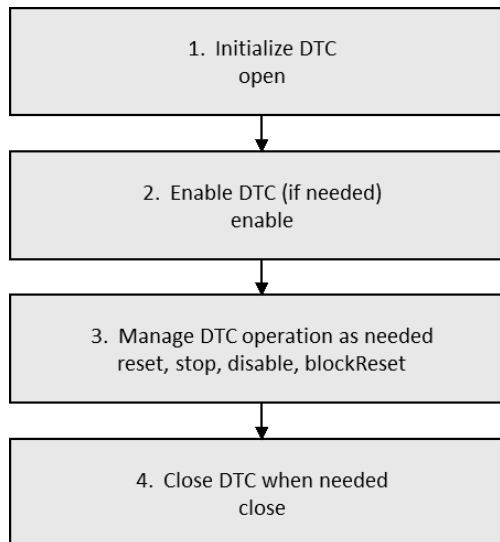 1. Initialize DTC
open
2. Enable DTC (if needed)
enable
3. Manage DTC operation as needed
reset, stop, disable, blockReset
4. Close DTC when needed
close